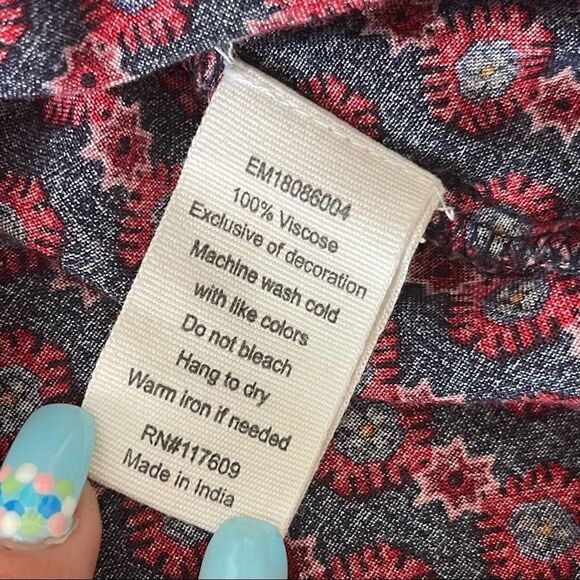 EM18086004
100% Viscose
Exclusive of decoration
Machine wash cold
with like colors
Do not bleach
Hang to dry
Warm iron if needed
RN#117609
Made in India